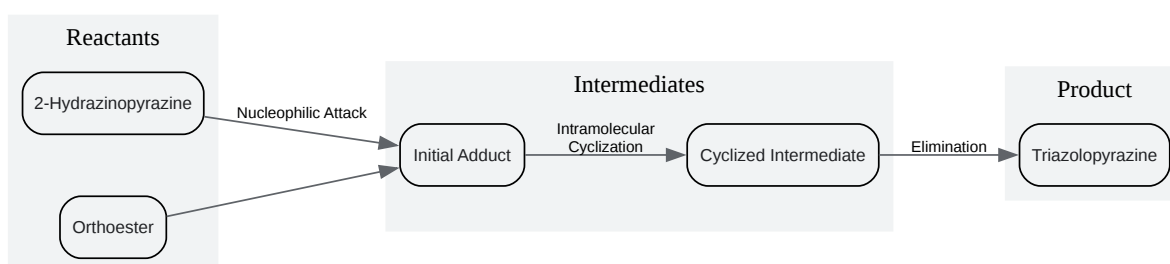 Reactants
2-Hydrazinopyrazine
Orthoester
Nucleophilic Attack
Intermediates
Initial Adduct
Intramolecular
Cyclization
Cyclized Intermediate
Elimination
Product
Triazolopyrazine